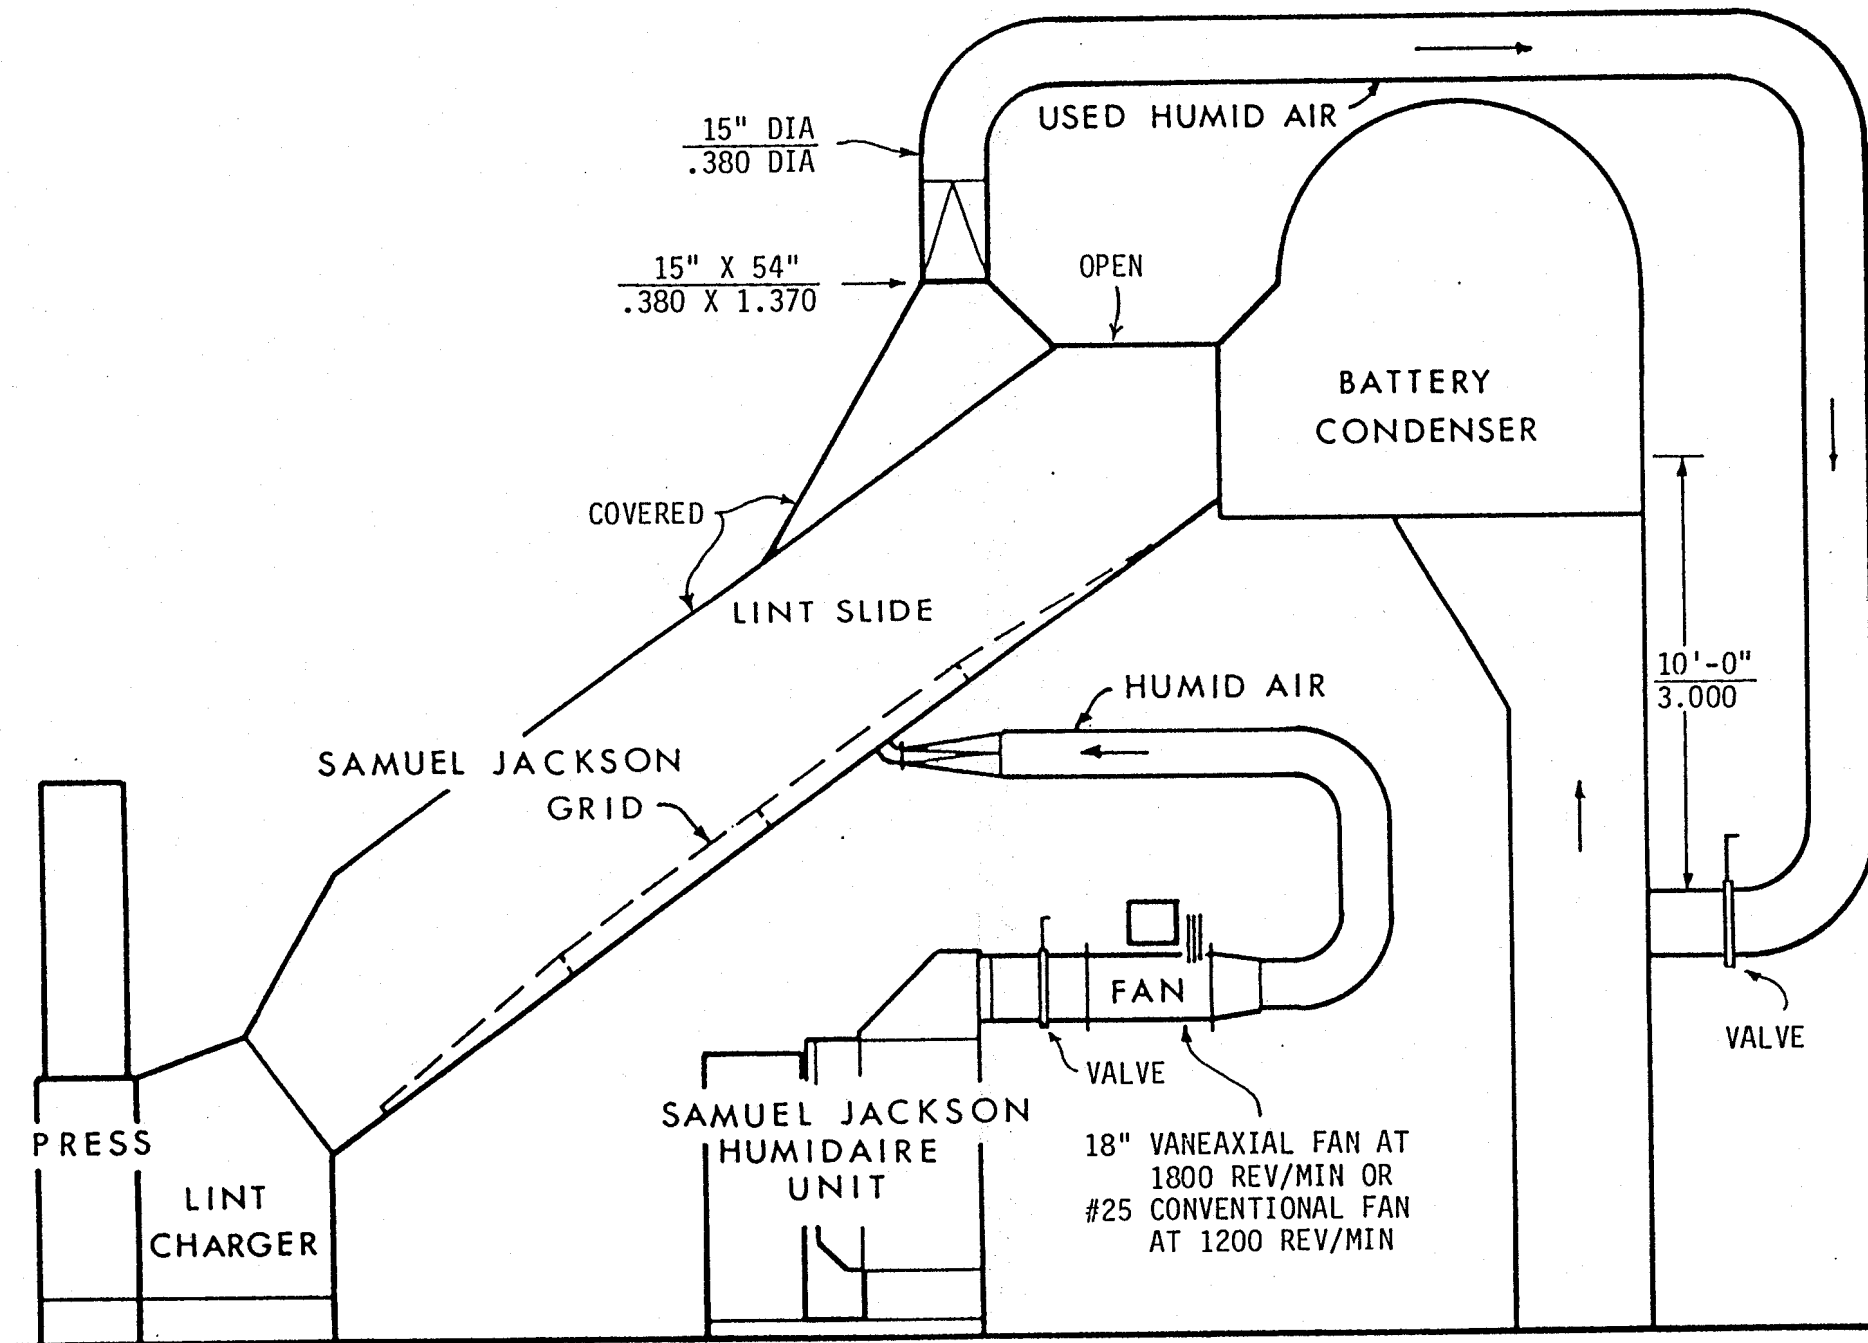 USED HUMID AIR
15" DIA
.380 DIA
15" X 54"
.380 X 1.370
OPEN
BATTERY
CONDENSER
COVERED
LINT SLIDE
10'-0"
3.000
HUMID AIR
SAMUEL JACKSON
GRID
FAN
VALVE
VALVE
PRESS
LINT
CHARGER
SAMUEL JACKSON
HUMIDAIRE
UNIT
18" VANEAXIAL FAN AT
1800 REV/MIN OR
#25 CONVENTIONAL FAN
AT 1200 REV/MIN